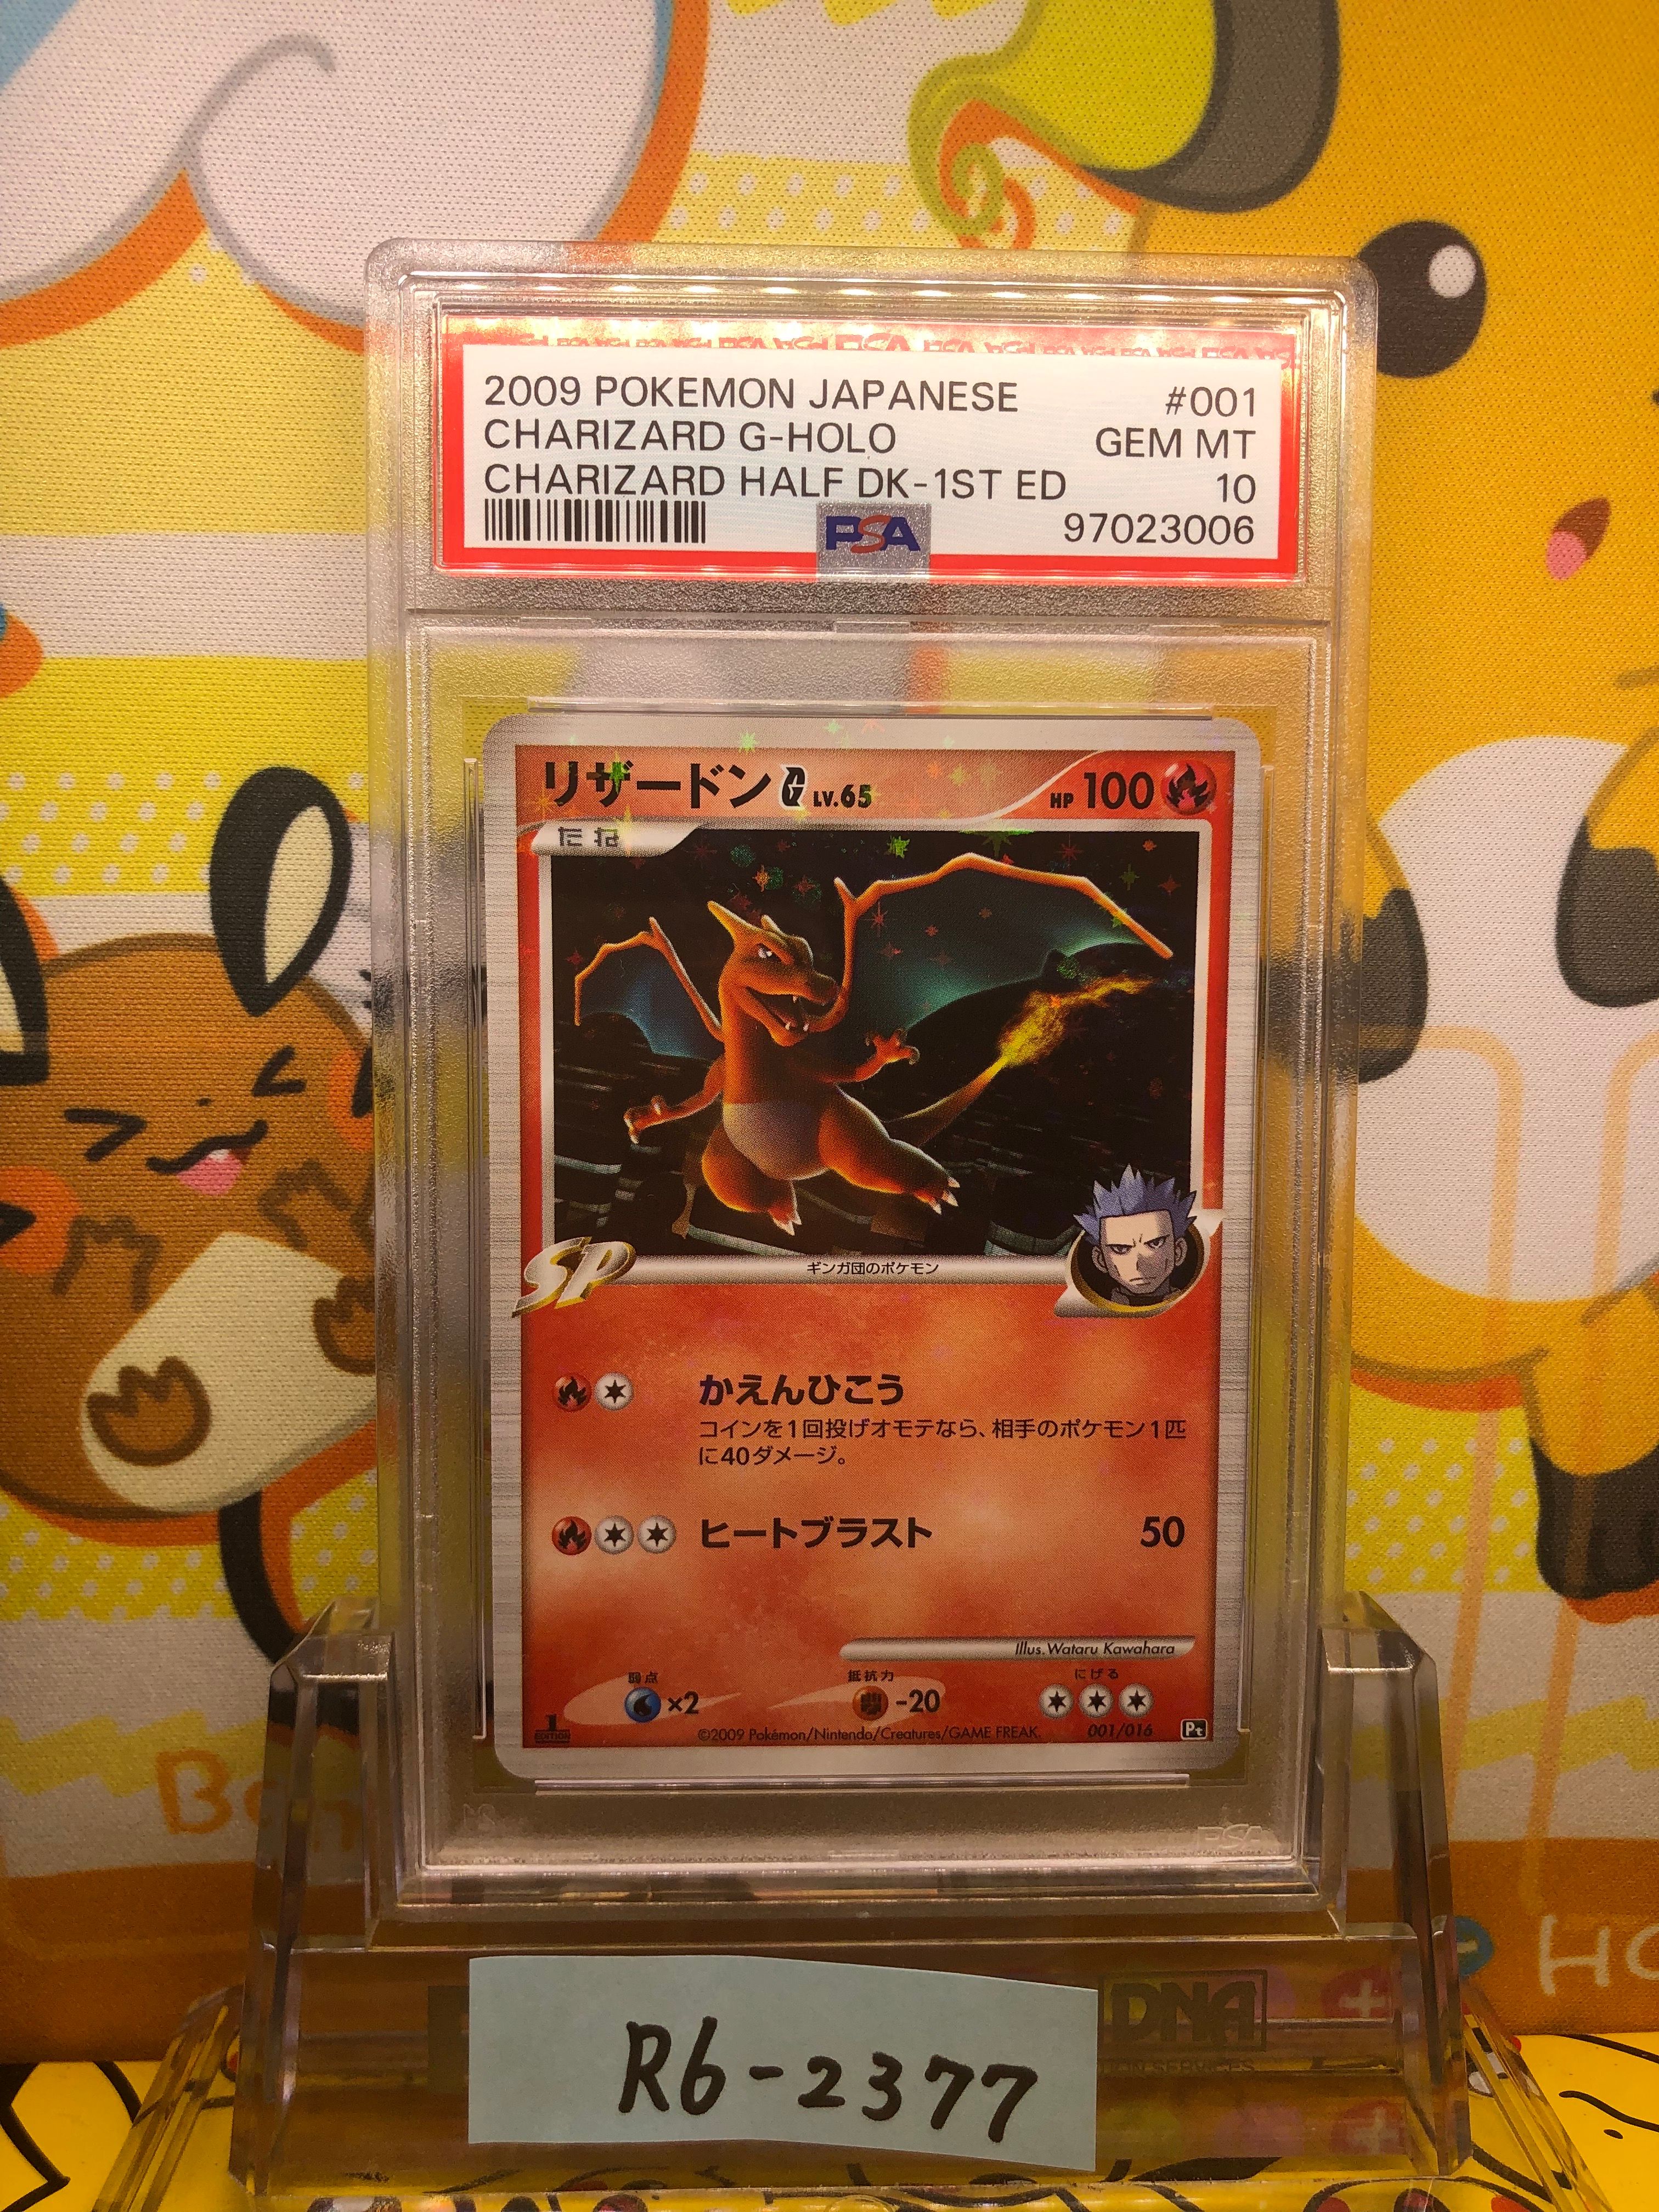 2009 POKEMON JAPANESE #001
CHARIZARD G-HOLO GEM MT
CHARIZARD HALF DK-1ST ED 10
PSA 97023006
リザードン G LV.65 HP 100
たね
SP ギンガ団のポケモン
かえんひこう
コインを1回投げオモテなら、相手のポケモン1匹
に40ダメージ。
ヒートブラスト 50
Illus. Wataru Kawahara
弱点 抵抗力 にげる
×2 -20
1 EDITION ©2009 Pokémon/Nintendo/Creatures/GAME FREAK. 001/016 Pt
PSA
DNA
R6-2377